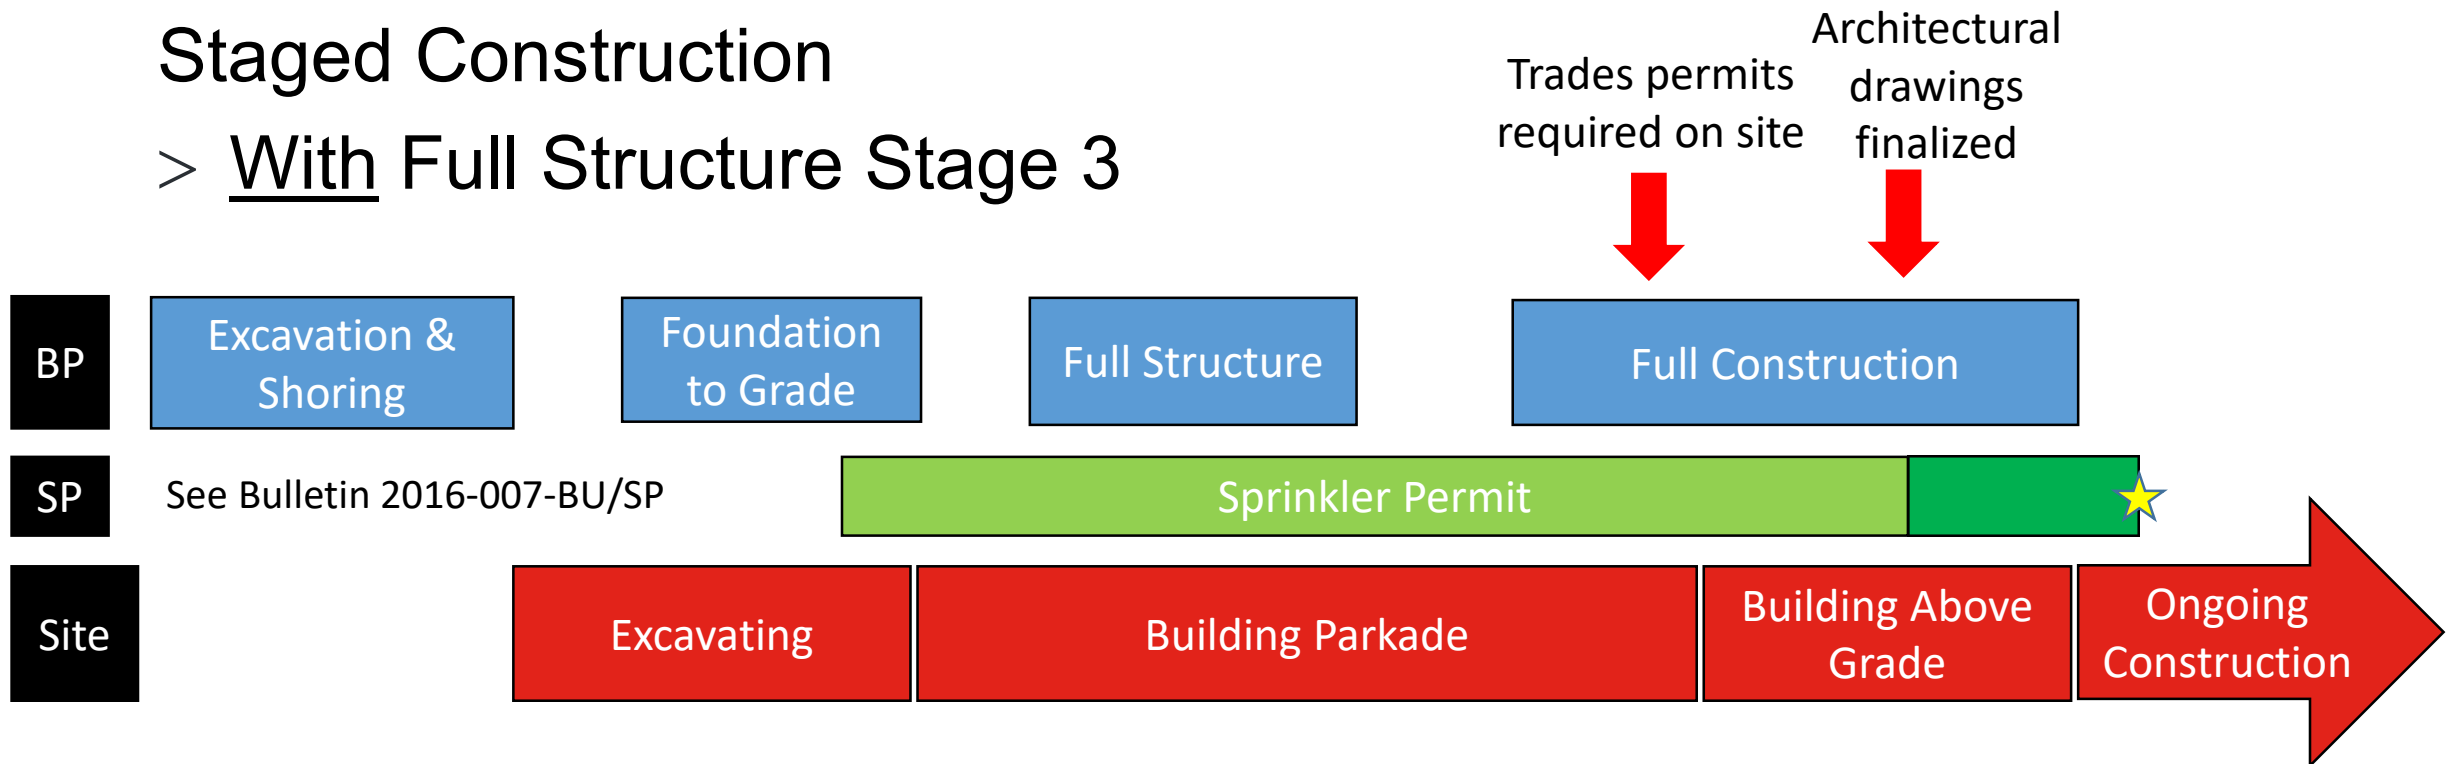 Staged Construction
> With Full Structure Stage 3
Trades permits
required on site
Architectural
drawings
finalized
BP
Excavation &
Shoring
Foundation
to Grade
Full Structure
Full Construction
SP
See Bulletin 2016-007-BU/SP
Sprinkler Permit
Site
Excavating
Building Parkade
Building Above
Grade
Ongoing
Construction